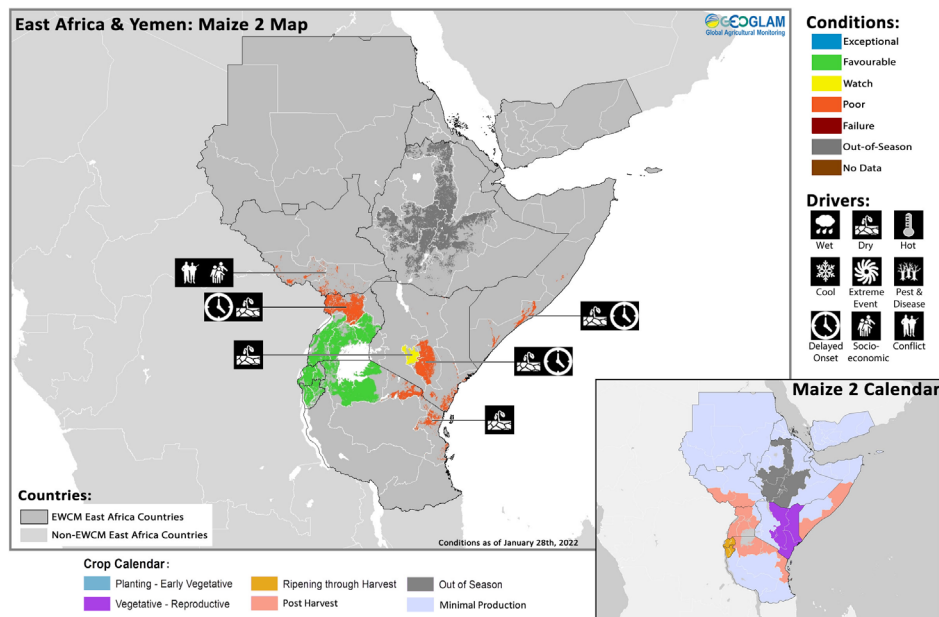 East Africa & Yemen: Maize 2 Map
GEOGLAM
Global Agricultural Monitoring
Conditions:
Exceptional
Favourable
Watch
Poor
Failure
Out-of-Season
No Data
Drivers:
Wet
Dry
Hot
Cool
Extreme
Event
Pest &
Disease
Delayed
Onset
Socio-
economic
Conflict
Countries:
EWCM East Africa Countries
Non-EWCM East Africa Countries
Conditions as of January 28th, 2022
Maize 2 Calendar
Crop Calendar:
Planting - Early Vegetative
Ripening through Harvest
Out of Season
Vegetative - Reproductive
Post Harvest
Minimal Production